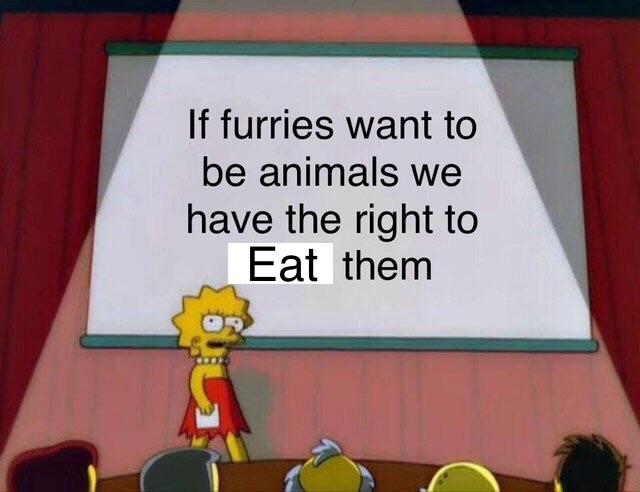 If furries want to
be animals we
have the right to
Eat them